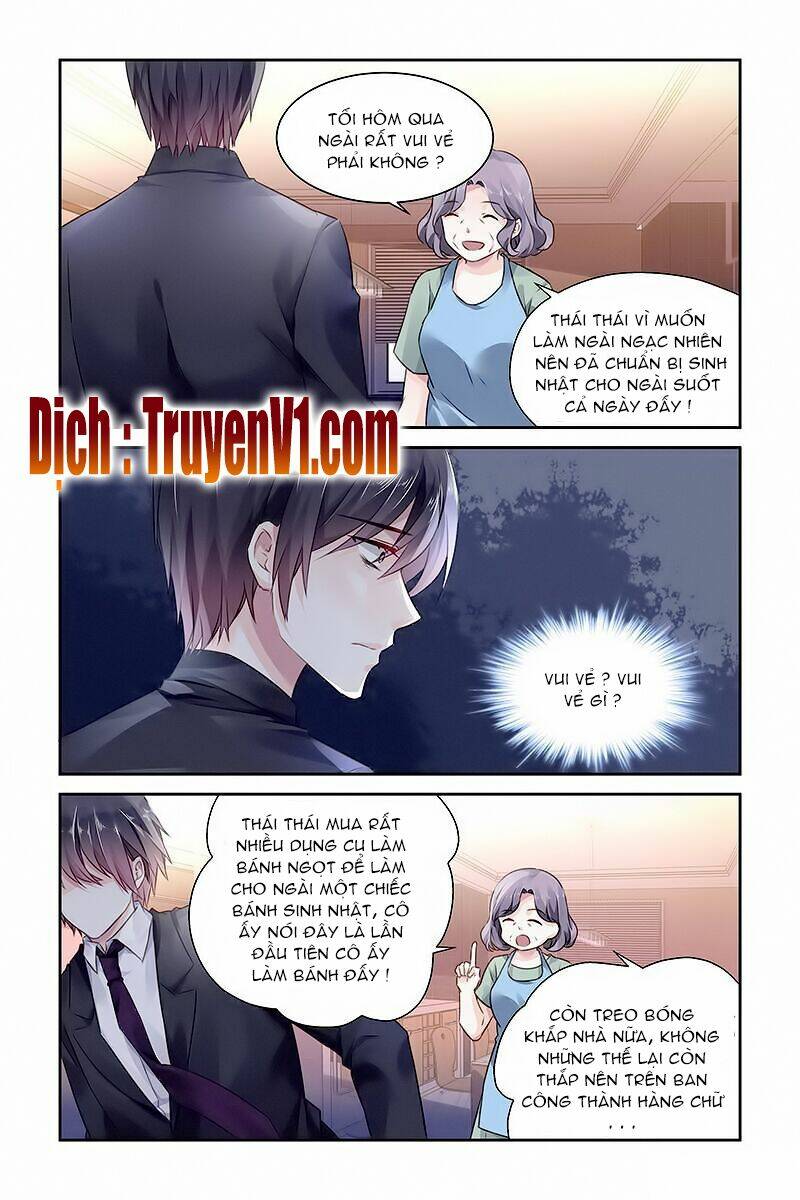 TỐI HÔM QUA
NGÀI RẤT VUI VẺ
PHẢI KHÔNG ?
THÁI THÁI VÌ MUỐN
LÀM NGÀI NGẠC NHIÊN
NÊN ĐÃ CHUẨN BỊ SINH
NHẬT CHO NGÀI SUỐT
CẢ NGÀY ĐẤY !
Dịch : TruyenV1.com
VUI VẺ ? VUI
VẺ GÌ ?
THÁI THÁI MUA RẤT
NHIỀU DỤNG CỤ LÀM
BÁNH NGỌT ĐỂ LÀM
CHO NGÀI MỘT CHIẾC
BÁNH SINH NHẬT, CÔ
ẤY NÓI ĐÂY LÀ LẦN
ĐẦU TIÊN CÔ ẤY
LÀM BÁNH ĐẤY !
CÒN TREO BÓNG
KHẮP NHÀ NỮA, KHÔNG
NHỮNG THẾ LẠI CÒN
THẮP NẾN TRÊN BAN
CÔNG THÀNH HÀNG CHỮ
. . .